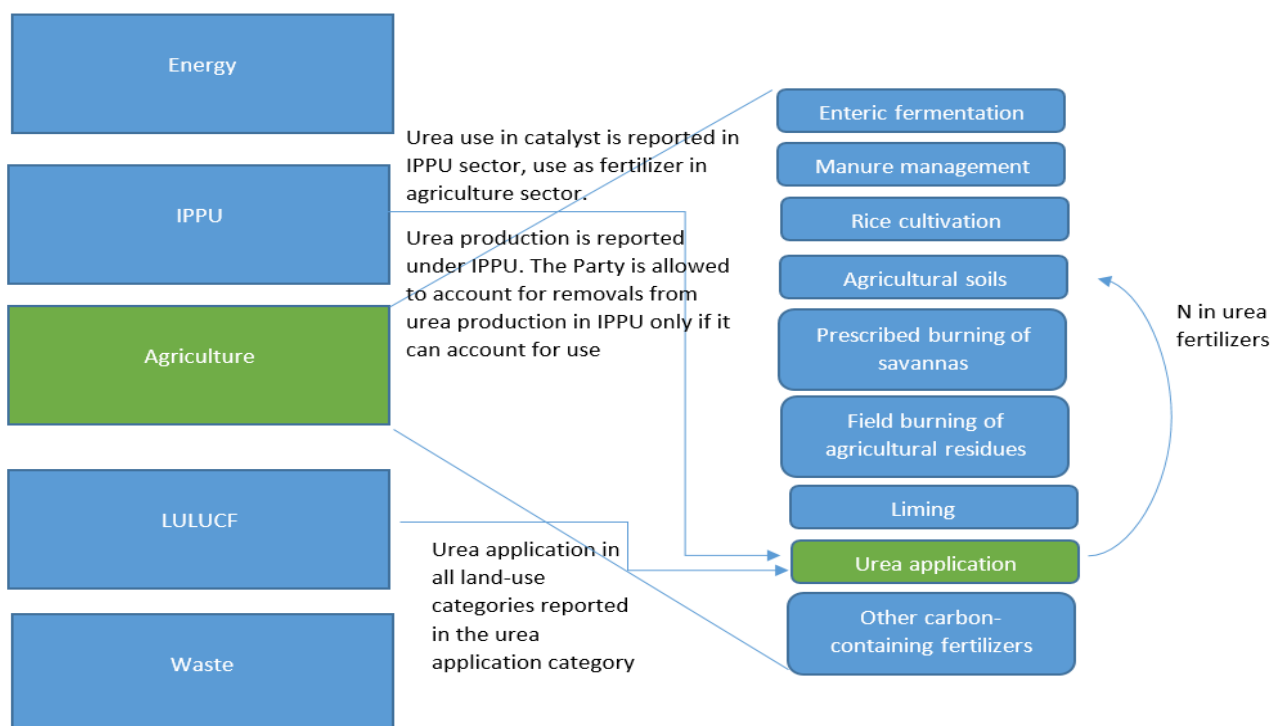 Energy
IPPU
Agriculture
LULUCF
Waste
Urea use in catalyst is reported in
IPPU sector, use as fertilizer in
agriculture sector.
Urea production is reported
under IPPU. The Party is allowed
to account for removals from
urea production in IPPU only if it
can account for use
Urea application in
all land-use
categories reported
in the urea
application category
Enteric fermentation
Manure management
Rice cultivation
Agricultural soils
Prescribed burning of
savannas
Field burning of
agricultural residues
Liming
Urea application
Other carbon-
containing fertilizers
N in urea
fertilizers